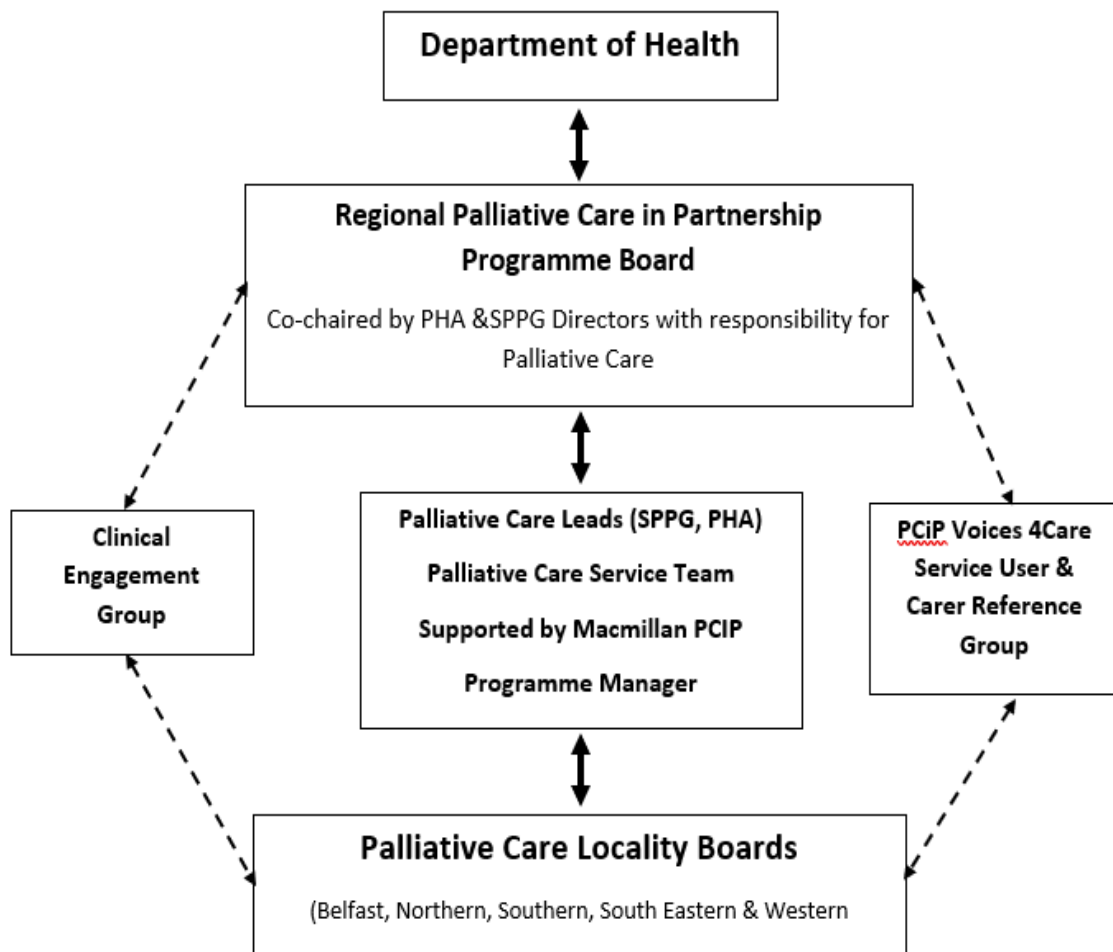 Department of Health
Regional Palliative Care in Partnership
Programme Board
Co-chaired by PHA &SPPG Directors with responsibility for
Palliative Care
Clinical
Engagement
Group
Palliative Care Leads (SPPG, PHA)
Palliative Care Service Team
Supported by Macmillan PCIP
Programme Manager
PCiP Voices 4Care
Service User &
Carer Reference
Group
Palliative Care Locality Boards
(Belfast, Northern, Southern, South Eastern & Western